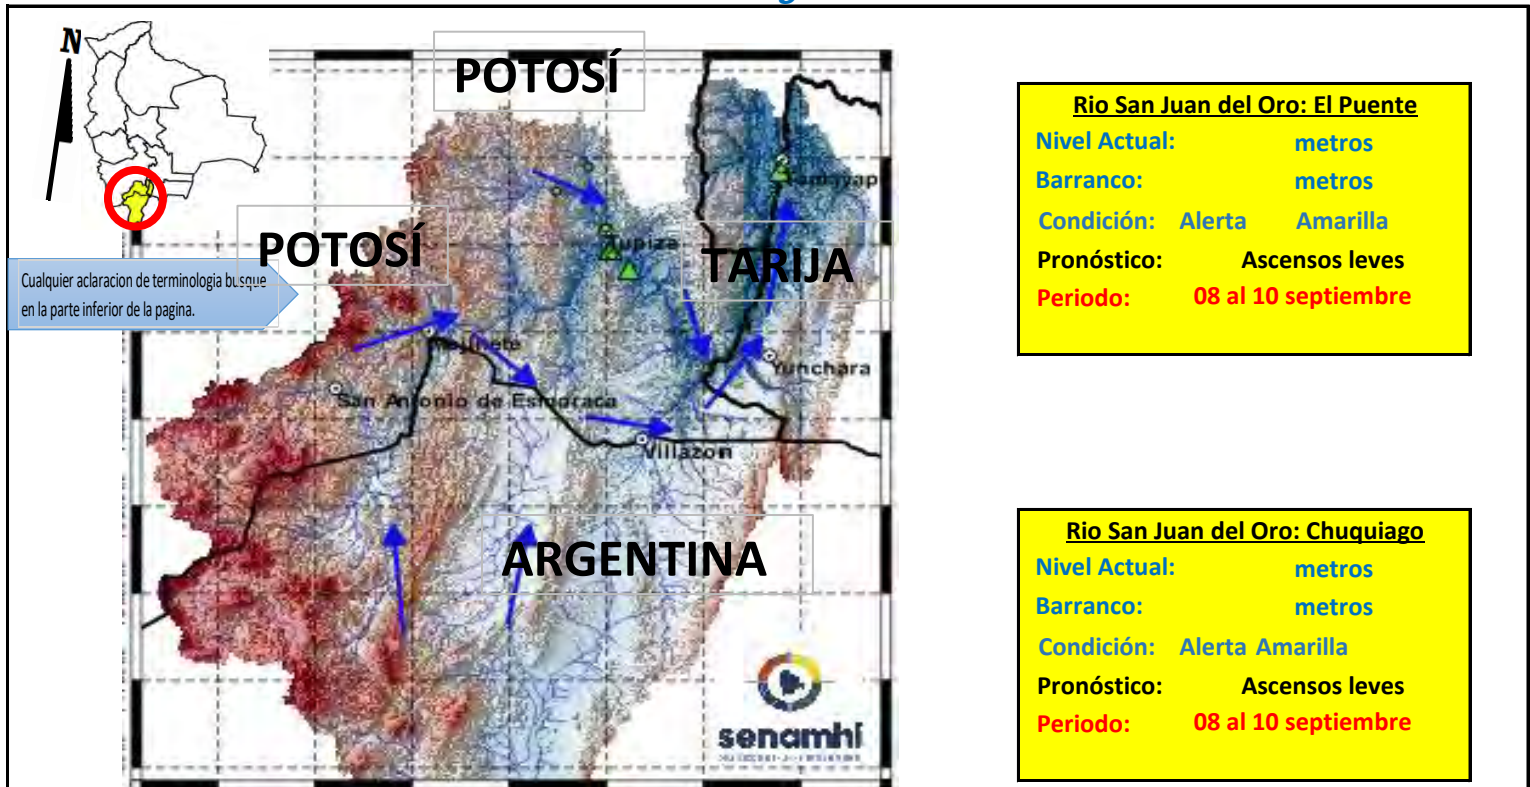 N
POTOSÍ
POTOSÍ
TARIJA
ARGENTINA
Cualquier aclaracion de terminologia busque
en la parte inferior de la pagina.
Tupiza
Yunchara
San Antonio de Esmoraca
Villazon
senamhi
Rio San Juan del Oro: El Puente
Nivel Actual: metros
Barranco: metros
Condición: Alerta Amarilla
Pronóstico: Ascensos leves
Periodo: 08 al 10 septiembre
Rio San Juan del Oro: Chuquiago
Nivel Actual: metros
Barranco: metros
Condición: Alerta Amarilla
Pronóstico: Ascensos leves
Periodo: 08 al 10 septiembre